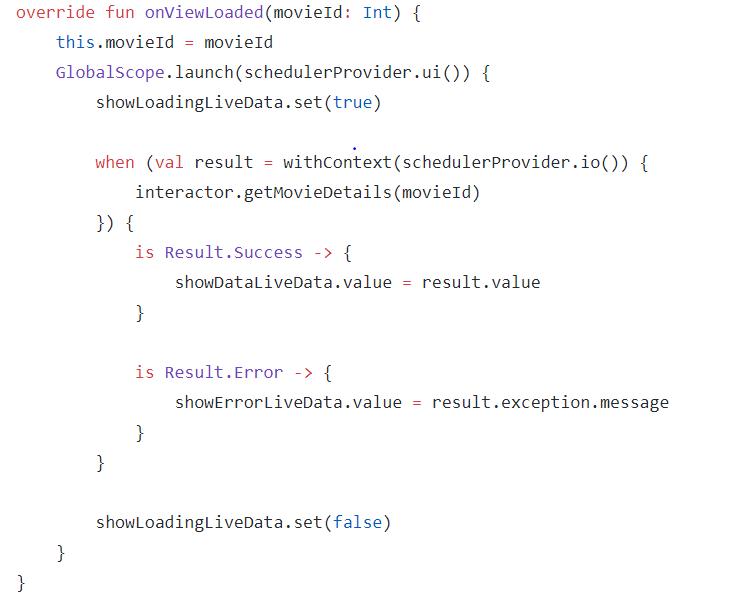 override fun onViewLoaded(movieId: Int) {
    this.movieId = movieId
    GlobalScope.launch(schedulerProvider.ui()) {
        showLoadingLiveData.set(true)

        when (val result = withContext(schedulerProvider.io()) {
            interactor.getMovieDetails(movieId)
        }) {
            is Result.Success -> {
                showDataLiveData.value = result.value
            }

            is Result.Error -> {
                showErrorLiveData.value = result.exception.message
            }
        }

        showLoadingLiveData.set(false)
    }
}